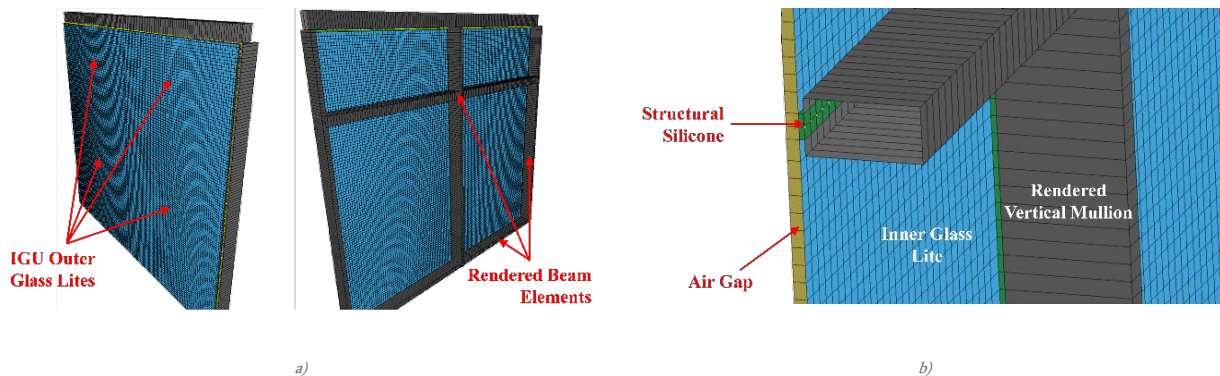 IGU Outer
Glass Lites
Rendered Beam
Elements
Structural
Silicone
Rendered
Vertical Mullion
Inner Glass
Lite
Air Gap
a)
b)